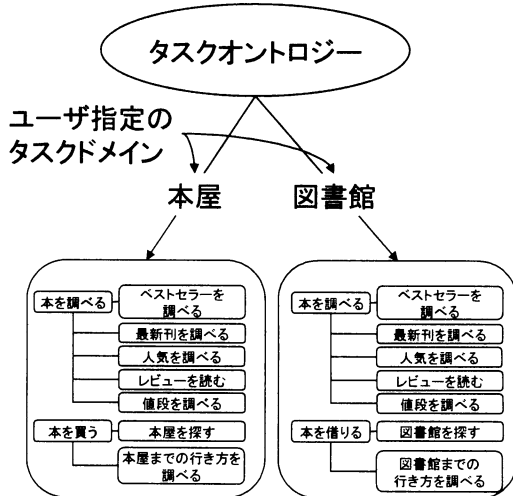 タスクオントロジー
ユーザ指定の
タスクドメイン
本屋
図書館
本を調べる
ベストセラーを
調べる
最新刊を調べる
人気を調べる
レビューを読む
値段を調べる
本を買う
本屋を探す
本屋までの行き方を
調べる
本を調べる
ベストセラーを
調べる
最新刊を調べる
人気を調べる
レビューを読む
値段を調べる
本を借りる
図書館を探す
図書館までの
行き方を調べる